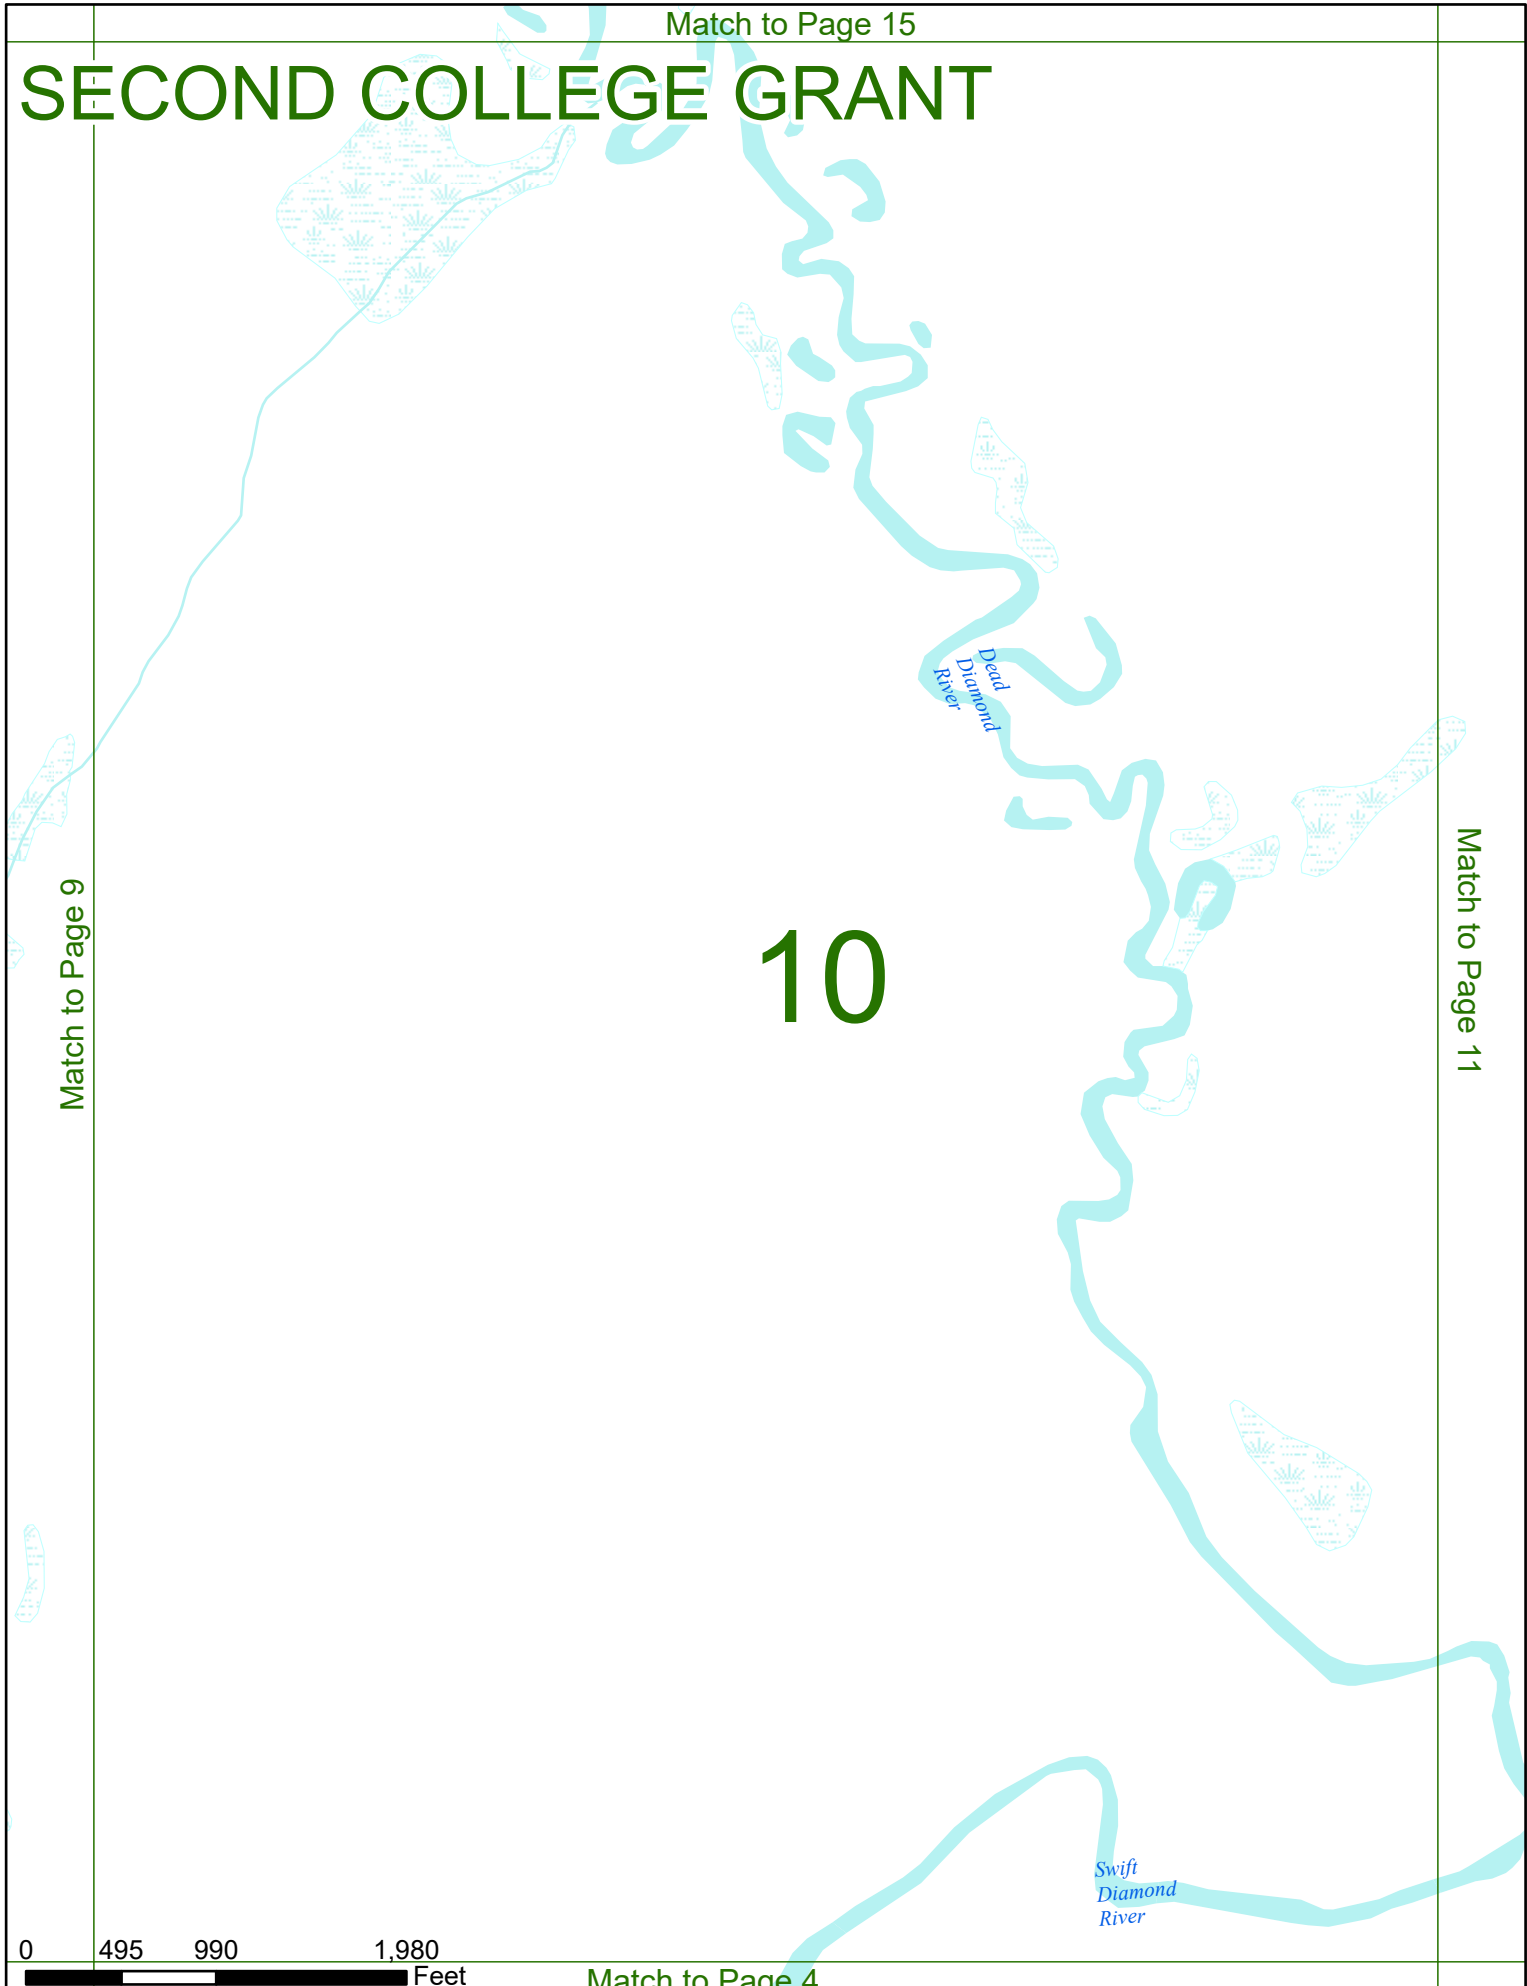 Match to Page 15
SECOND COLLEGE GRANT
Dead
Diamond
River
Match to Page 9
10
Match to Page 11
Swift
Diamond
River
0 495 990 1,980
Feet
Match to Page 4